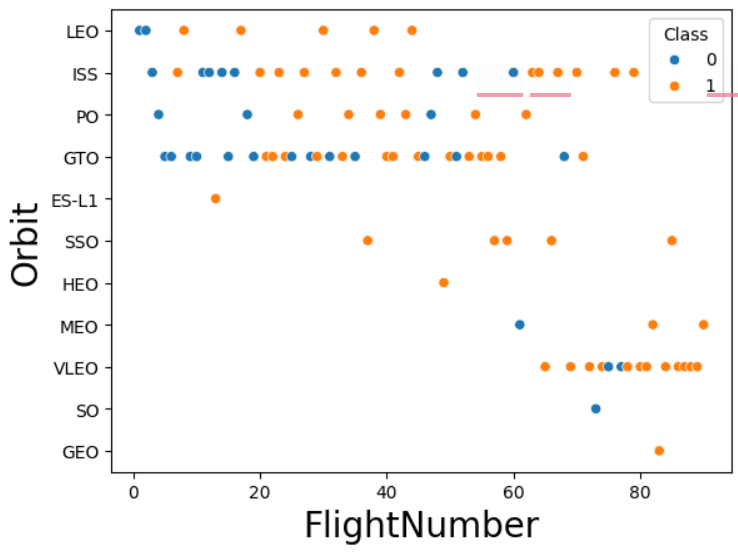 LEO
ISS
PO
GTO
ES-L1
SSO
HEO
MEO
VLEO
SO
GEO
Orbit
0
20
40
60
80
FlightNumber
Class
0
1